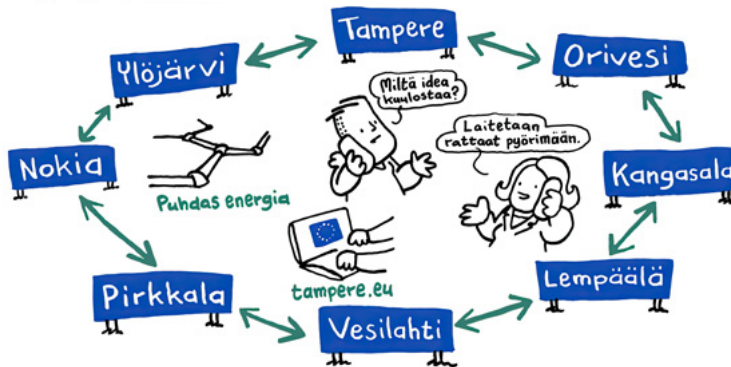 Tampere
Ylöjärvi
Orivesi
Miltä idea
kuulostaa?
Laitetaan
rattaat pyörimään.
Nokia
Kangasala
Puhdas energia
tampere.eu
Pirkkala
Lempäälä
Vesilahti